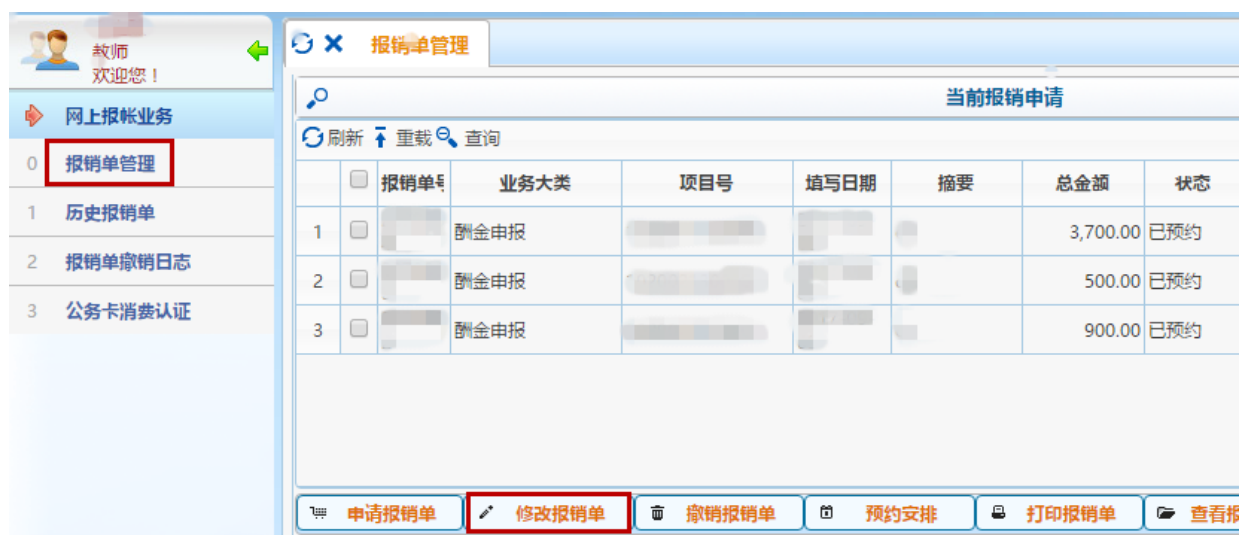 教师
欢迎您！
网上报帐业务
0 报销单管理
1 历史报销单
2 报销单撤销日志
3 公务卡消费认证
报销单管理
当前报销申请
刷新 重载 查询
报销单号 业务大类 项目号 填写日期 摘要 总金额 状态
1 酬金申报 3,700.00 已预约
2 酬金申报 500.00 已预约
3 酬金申报 900.00 已预约
申请报销单 修改报销单 撤销报销单 预约安排 打印报销单 查看报